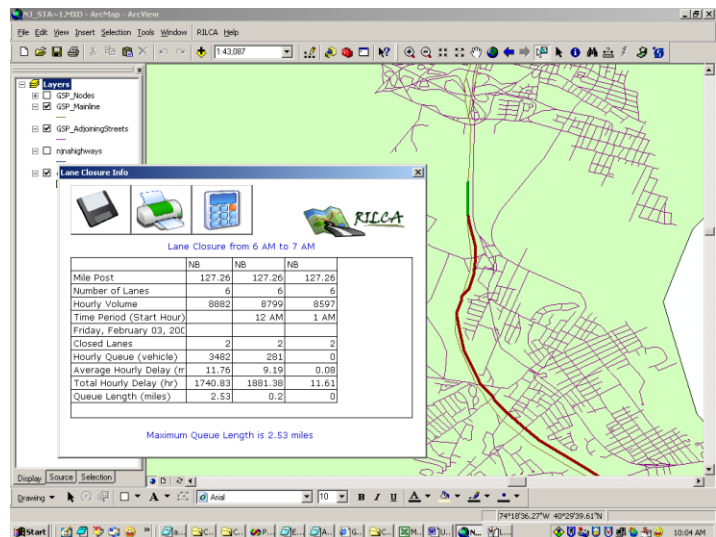 NJ_STA~1.MXD - ArcMap - ArcView
File Edit View Insert Selection Tools Window RILCA Help
1:43,087
Layers
GSP_Nodes
GSP_Mainline
GSP_AdjoiningStreets
njnahighways
Lane Closure Info
RILCA
Lane Closure from 6 AM to 7 AM
NB NB NB
Mile Post 127.26 127.26 127.26
Number of Lanes 6 6 6
Hourly Volume 8882 8799 8597
Time Period (Start Hour) 12 AM 1 AM
Friday, February 03, 200
Closed Lanes 2 2 2
Hourly Queue (vehicle) 3482 281 0
Average Hourly Delay (m 11.76 9.19 0.08
Total Hourly Delay (hr) 1740.83 1881.38 11.61
Queue Length (miles) 2.53 0.2 0
Maximum Queue Length is 2.53 miles
Display Source Selection
Drawing A Arial 10 B I U A
74°18'36.27"W 40°29'39.61"N
Start » a... C... C... P... E... A... G... C... M... U... N... L... 10:04 AM